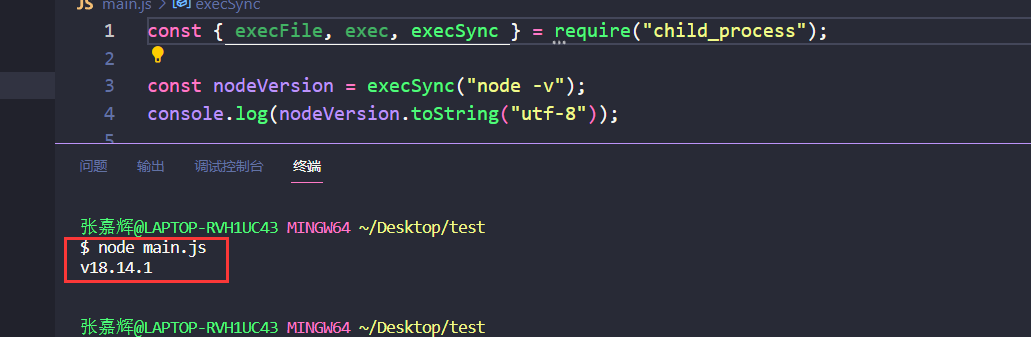 JS main.js > execSync
1 const { execFile, exec, execSync } = require("child_process");
2
3 const nodeVersion = execSync("node -v");
4 console.log(nodeVersion.toString("utf-8"));
5
问题 输出 调试控制台 终端
张嘉辉@LAPTOP-RVH1UC43 MINGW64 ~/Desktop/test
$ node main.js
v18.14.1
张嘉辉@LAPTOP-RVH1UC43 MINGW64 ~/Desktop/test